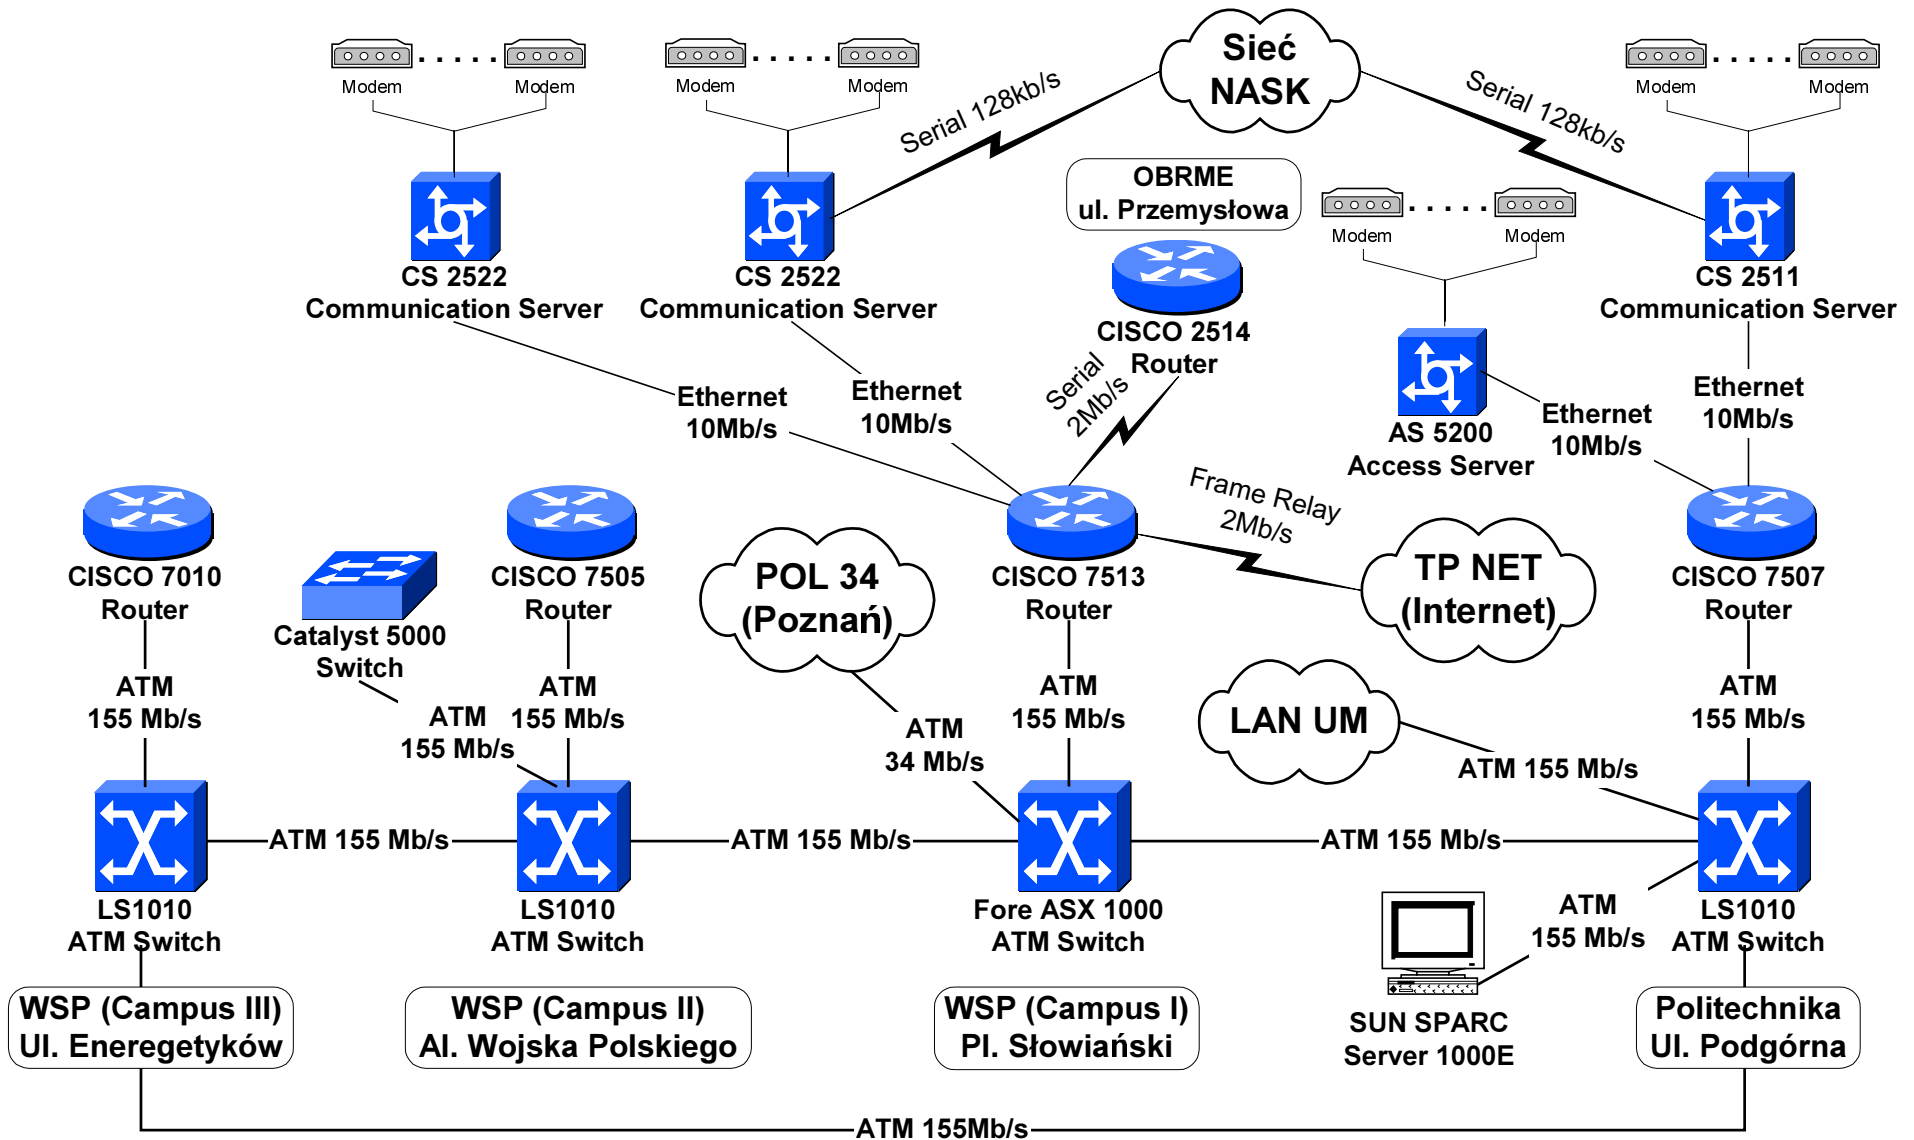 Modem
Modem
Modem
Modem
Sieć
NASK
Modem
Modem
Serial 128kb/s
Serial 128kb/s
OBRME
ul. Przemysłowa
Modem
Modem
CS 2522
Communication Server
CS 2522
Communication Server
CS 2511
Communication Server
CISCO 2514
Router
Ethernet
10Mb/s
Ethernet
10Mb/s
Serial
2Mb/s
AS 5200
Access Server
Ethernet
10Mb/s
Ethernet
10Mb/s
Frame Relay
2Mb/s
CISCO 7010
Router
Catalyst 5000
Switch
CISCO 7505
Router
POL 34
(Poznań)
CISCO 7513
Router
TP NET
(Internet)
CISCO 7507
Router
ATM
155 Mb/s
ATM
155 Mb/s
ATM
155 Mb/s
ATM
34 Mb/s
ATM
155 Mb/s
LAN UM
ATM 155 Mb/s
ATM
155 Mb/s
ATM 155 Mb/s
ATM 155 Mb/s
ATM 155 Mb/s
LS1010
ATM Switch
LS1010
ATM Switch
Fore ASX 1000
ATM Switch
ATM
155 Mb/s
LS1010
ATM Switch
WSP (Campus III)
Ul. Eneregetyków
WSP (Campus II)
Al. Wojska Polskiego
WSP (Campus I)
Pl. Słowiański
SUN SPARC
Server 1000E
Politechnika
Ul. Podgórna
ATM 155Mb/s